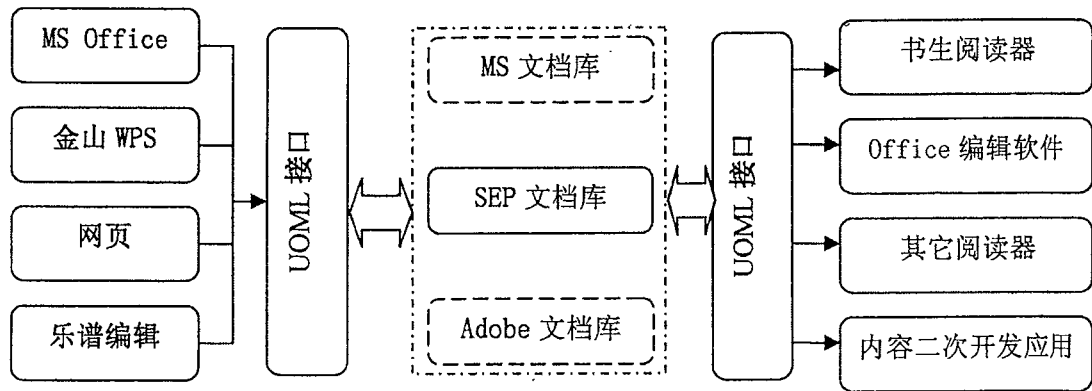 MS Office
金山 WPS
网页
乐谱编辑
UOML 接口
MS 文档库
SEP 文档库
Adobe 文档库
UOML 接口
书生阅读器
Office 编辑软件
其它阅读器
内容二次开发应用